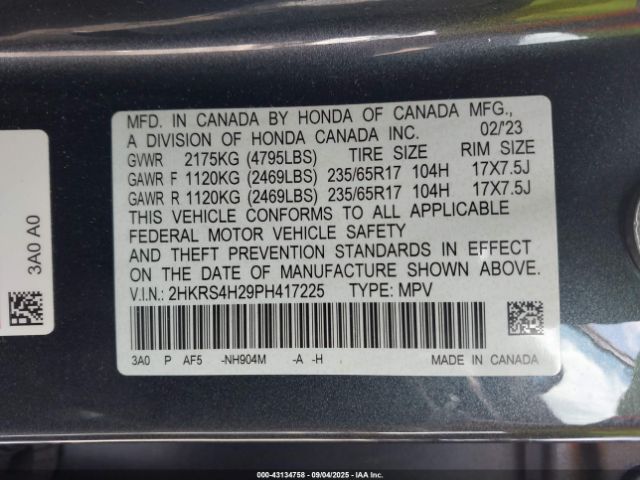 MFD. IN CANADA BY HONDA OF CANADA MFG.,
A DIVISION OF HONDA CANADA INC. 02/'23
GVWR 2175KG (4795LBS) TIRE SIZE RIM SIZE
GAWR F 1120KG (2469LBS) 235/65R17 104H 17X7.5J
GAWR R 1120KG (2469LBS) 235/65R17 104H 17X7.5J
THIS VEHICLE CONFORMS TO ALL APPLICABLE
FEDERAL MOTOR VEHICLE SAFETY
AND THEFT PREVENTION STANDARDS IN EFFECT
ON THE DATE OF MANUFACTURE SHOWN ABOVE.
V.I.N.: 2HKRS4H29PH417225 TYPE: MPV
3A0 P AF5 -NH904M -A -H MADE IN CANADA
3A0 A0
000-43134758 - 09/04/2025 - IAA Inc.